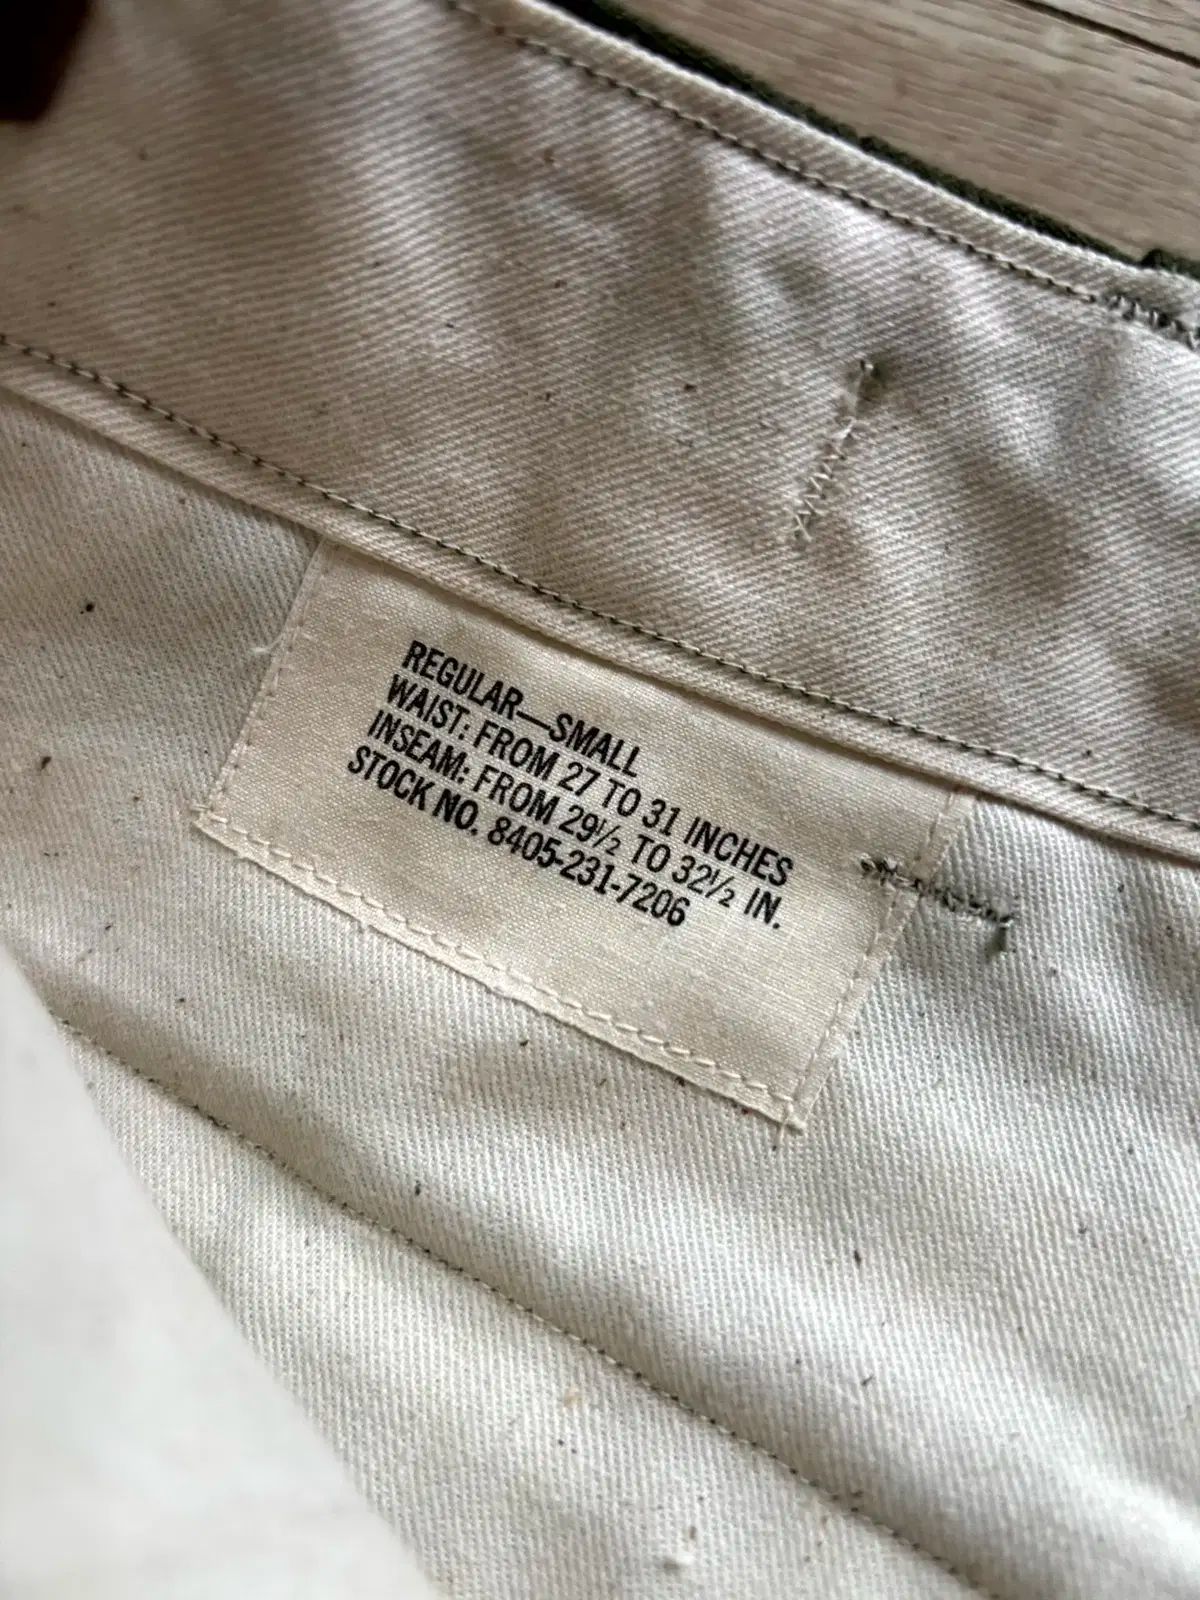 REGULAR—SMALL
WAIST: FROM 27 TO 31 INCHES
INSEAM: FROM 29½ TO 32½ IN.
STOCK NO. 8405-231-7206